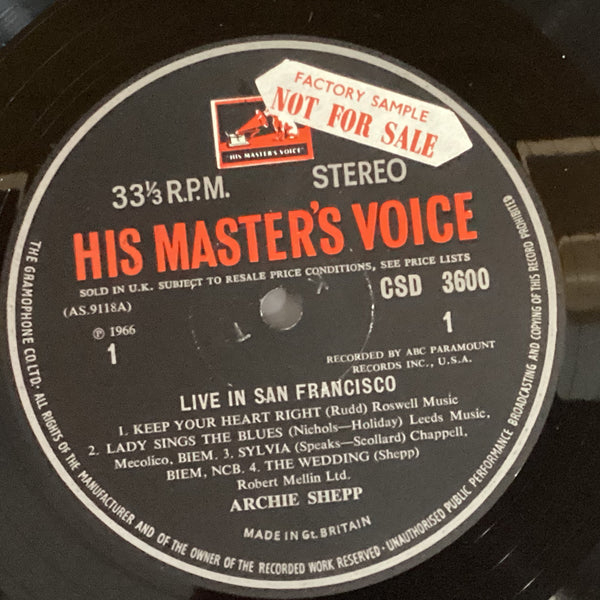 FACTORY SAMPLE
NOT FOR SALE
"HIS MASTER'S VOICE"
33⅓ R.P.M.
STEREO
HIS MASTER'S VOICE
SOLD IN U.K. SUBJECT TO RESALE PRICE CONDITIONS, SEE PRICE LISTS
(AS.9118A)
CSD 3600
℗ 1966
1
1
RECORDED BY ABC PARAMOUNT
RECORDS INC., U.S.A.
LIVE IN SAN FRANCISCO
1. KEEP YOUR HEART RIGHT (Rudd) Roswell Music
2. LADY SINGS THE BLUES (Nichols—Holiday) Leeds Music,
Mecolico, BIEM. 3. SYLVIA (Speaks—Scollard) Chappell,
BIEM, NCB. 4. THE WEDDING (Shepp)
Robert Mellin Ltd.
ARCHIE SHEPP
MADE IN Gt. BRITAIN
THE GRAMOPHONE CO. LTD. · ALL RIGHTS OF THE MANUFACTURER AND OF THE OWNER OF THE RECORDED WORK RESERVED · UNAUTHORISED PUBLIC PERFORMANCE BROADCASTING AND COPYING OF THIS RECORD PROHIBITED